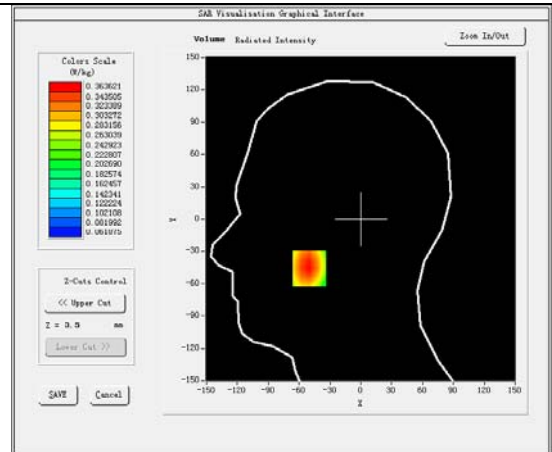 SAR Visualisation Graphical Interface
Volume Radiated Intensity
Zoom In/Out
Colors Scale
(W/kg)
0.363621
0.343505
0.323389
0.303272
0.283156
0.263039
0.242923
0.222807
0.202690
0.182574
0.162457
0.142341
0.122224
0.102108
0.081992
0.061875
Z-Cuts Control
<< Upper Cut
Z = 3.5 mm
Lower Cut >>
SAVE Cancel
150
120
90
60
30
0
-30
-60
-90
-120
-150
Y
-150 -120 -90 -60 -30 0 30 60 90 120 150
X